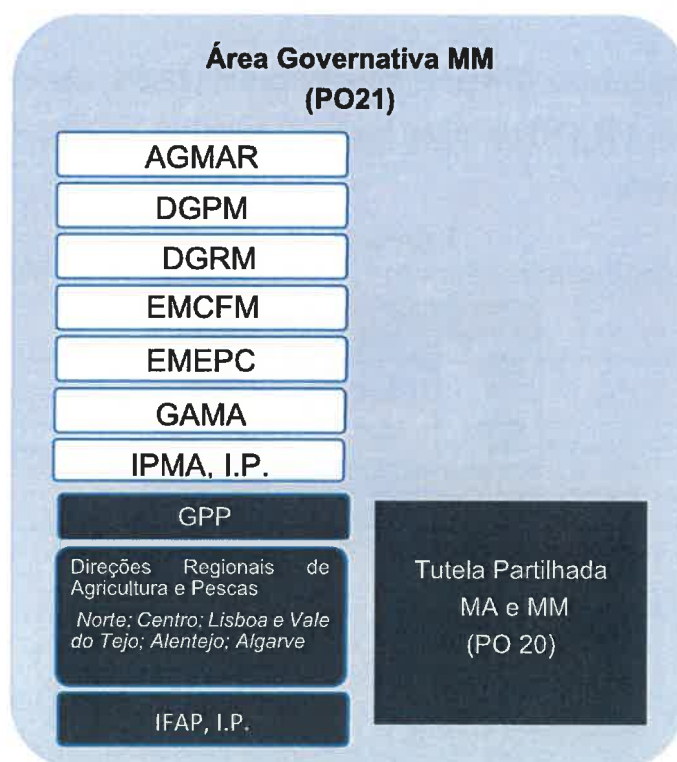 Área Governativa MM
(PO21)
AGMAR
DGPM
DGRM
EMCFM
EMEPC
GAMA
IPMA, I.P.
GPP
Direções Regionais de
Agricultura e Pescas
Norte; Centro; Lisboa e Vale
do Tejo; Alentejo; Algarve
IFAP, I.P.
Tutela Partilhada
MA e MM
(PO 20)